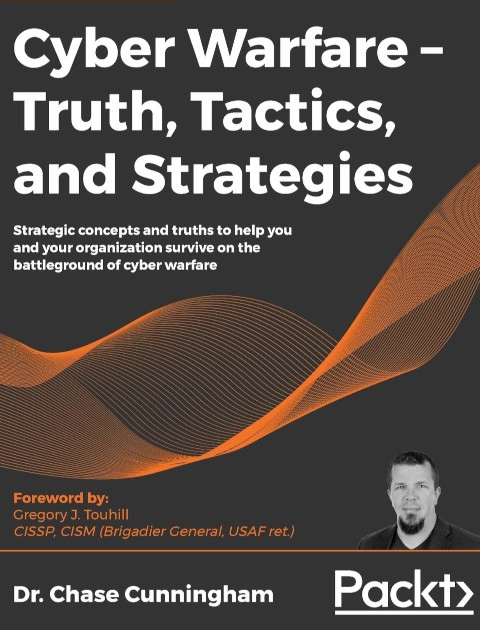 Cyber Warfare –
Truth, Tactics,
and Strategies
Strategic concepts and truths to help you
and your organization survive on the
battleground of cyber warfare
Foreword by:
Gregory J. Touhill
CISSP, CISM (Brigadier General, USAF ret.)
Dr. Chase Cunningham
Packt>